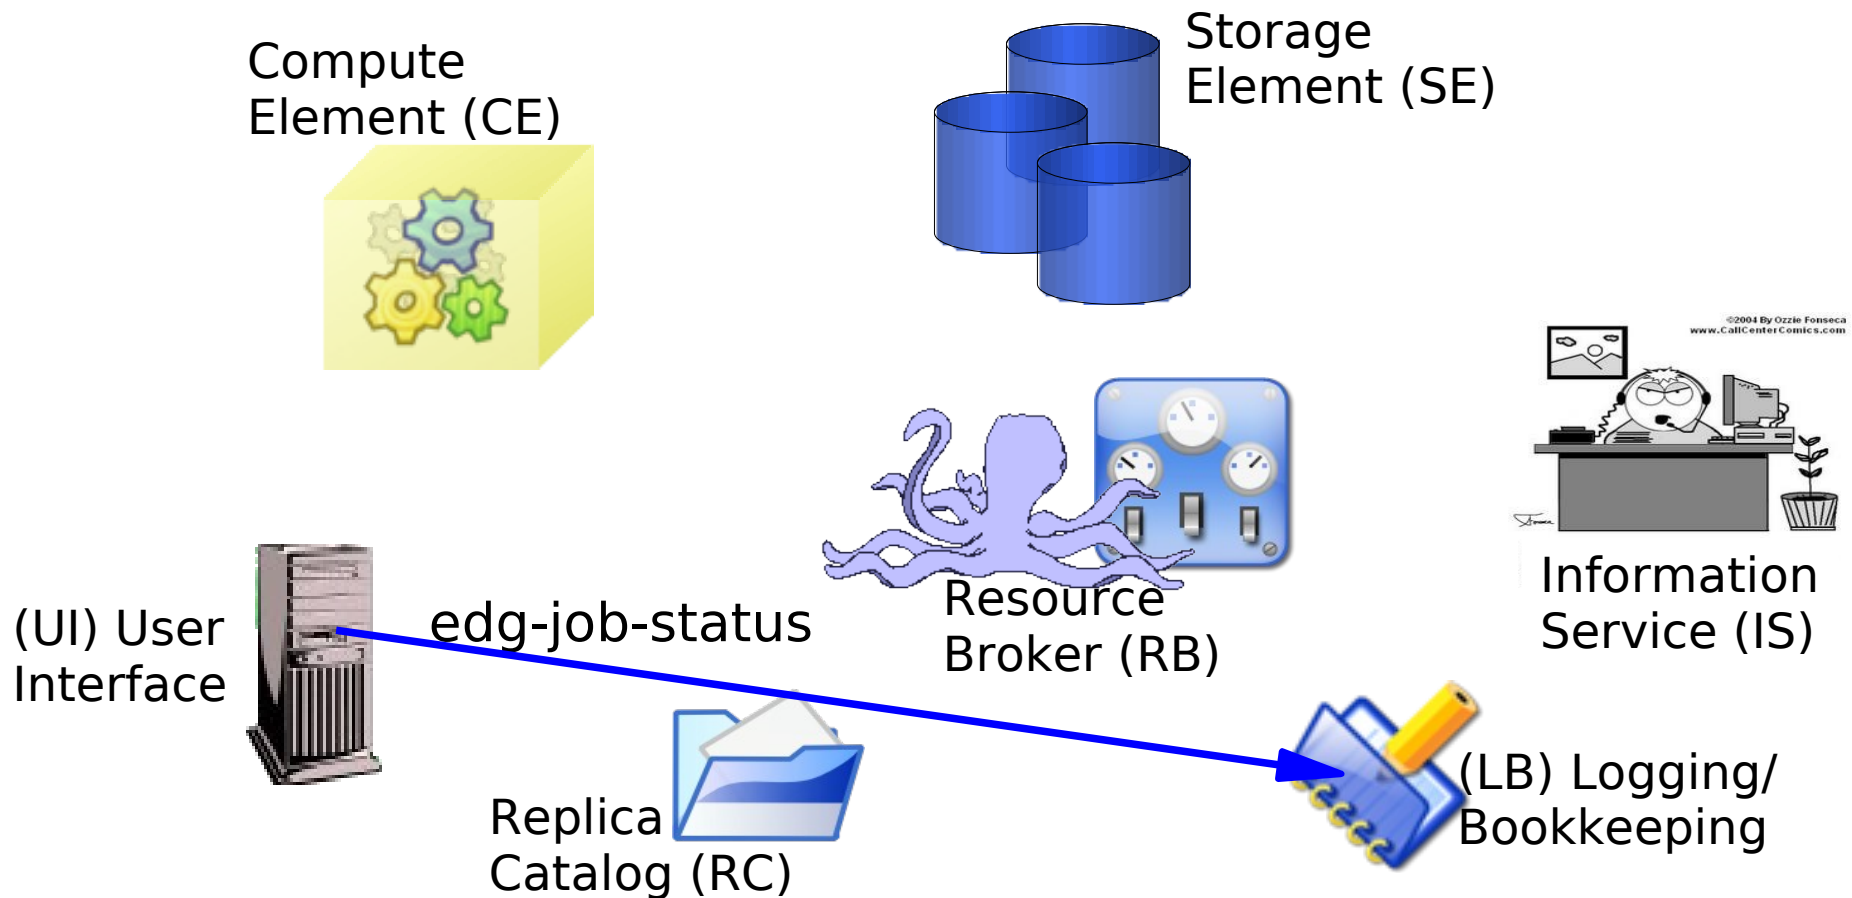 Compute
Element (CE)
Storage
Element (SE)
©2004 By Ozzie Fonseca
www.CallCenterComics.com
(UI) User
Interface
edg-job-status
Resource
Broker (RB)
Information
Service (IS)
Replica
Catalog (RC)
(LB) Logging/
Bookkeeping